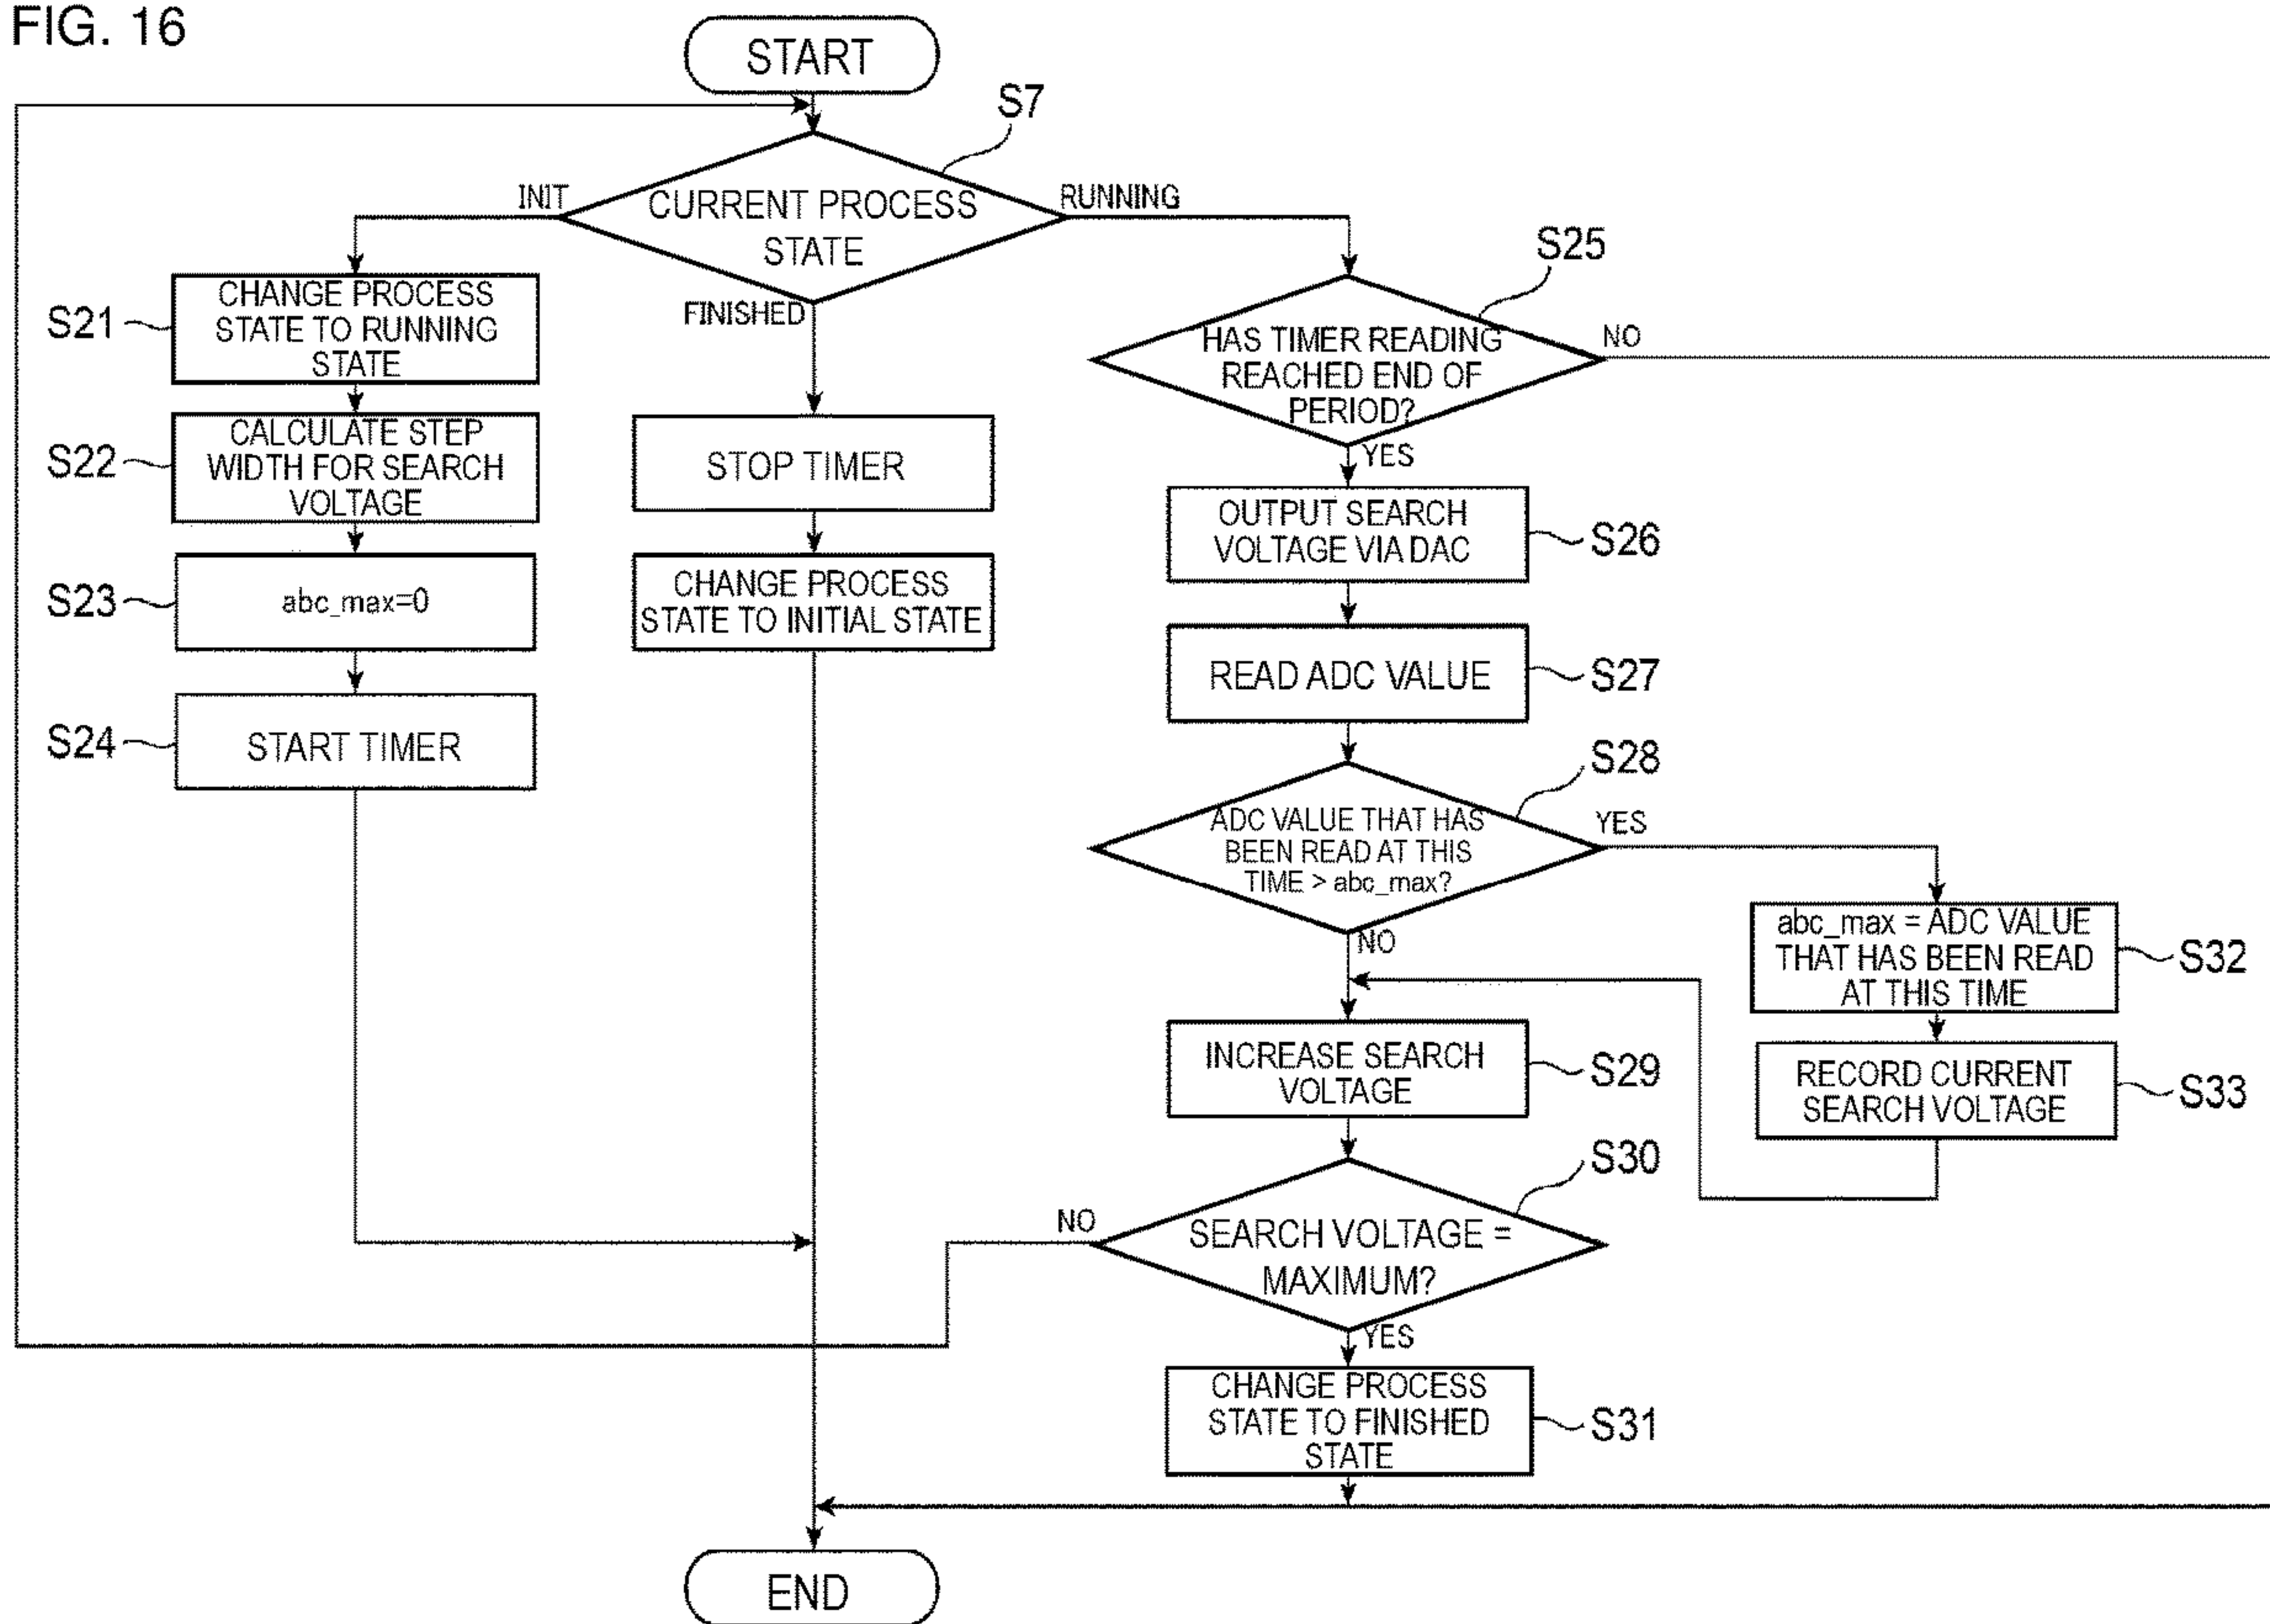 FIG. 16
START
S7
INIT
CURRENT PROCESS
STATE
RUNNING
FINISHED
S21
CHANGE PROCESS
STATE TO RUNNING
STATE
S22
CALCULATE STEP
WIDTH FOR SEARCH
VOLTAGE
S23
abc_max=0
S24
START TIMER
STOP TIMER
CHANGE PROCESS
STATE TO INITIAL STATE
S25
HAS TIMER READING
REACHED END OF
PERIOD?
NO
YES
OUTPUT SEARCH
VOLTAGE VIA DAC
S26
READ ADC VALUE
S27
S28
ADC VALUE THAT HAS
BEEN READ AT THIS
TIME > abc_max?
YES
NO
abc_max = ADC VALUE
THAT HAS BEEN READ
AT THIS TIME
S32
RECORD CURRENT
SEARCH VOLTAGE
S33
INCREASE SEARCH
VOLTAGE
S29
S30
NO
SEARCH VOLTAGE =
MAXIMUM?
YES
CHANGE PROCESS
STATE TO FINISHED
STATE
S31
END